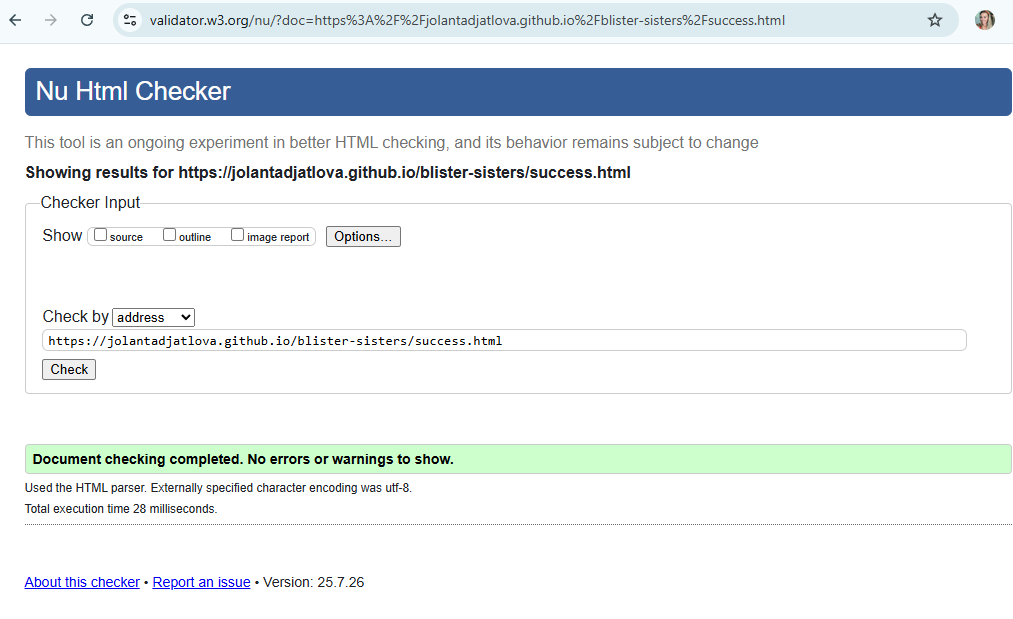 validator.w3.org/nu/?doc=https%3A%2F%2Fjolantadjatlova.github.io%2Fblister-sisters%2Fsuccess.html
Nu Html Checker
This tool is an ongoing experiment in better HTML checking, and its behavior remains subject to change
Showing results for https://jolantadjatlova.github.io/blister-sisters/success.html
Checker Input
Show source outline image report Options...
Check by address
https://jolantadjatlova.github.io/blister-sisters/success.html
Check
Document checking completed. No errors or warnings to show.
Used the HTML parser. Externally specified character encoding was utf-8.
Total execution time 28 milliseconds.
About this checker • Report an issue • Version: 25.7.26